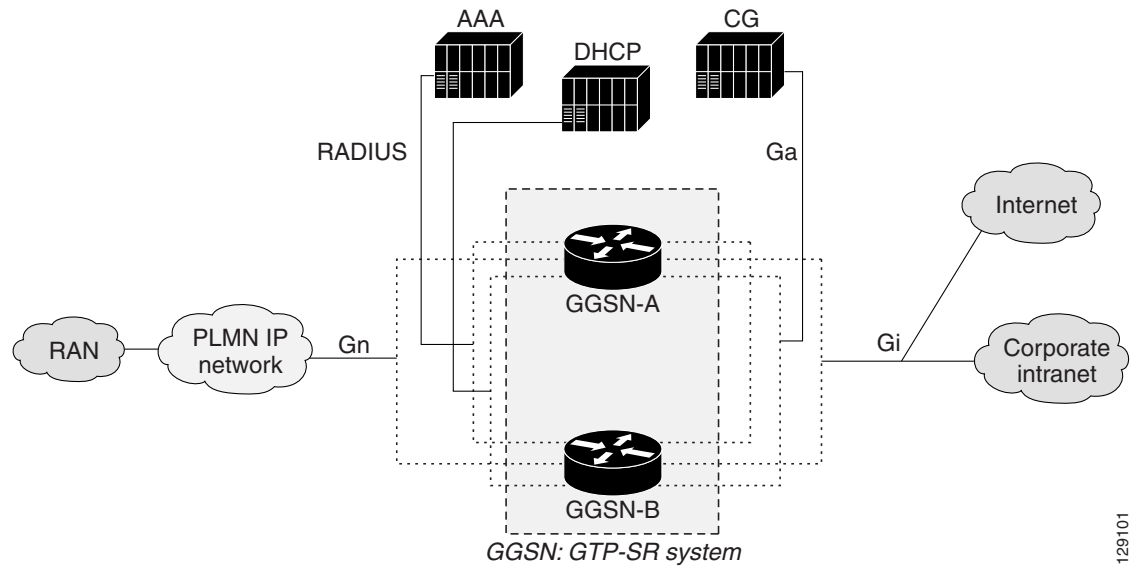 AAA
CG
DHCP
RADIUS
Ga
Internet
GGSN-A
RAN
PLMN IP
network
Gn
Gi
Corporate
intranet
GGSN-B
GGSN: GTP-SR system
129101